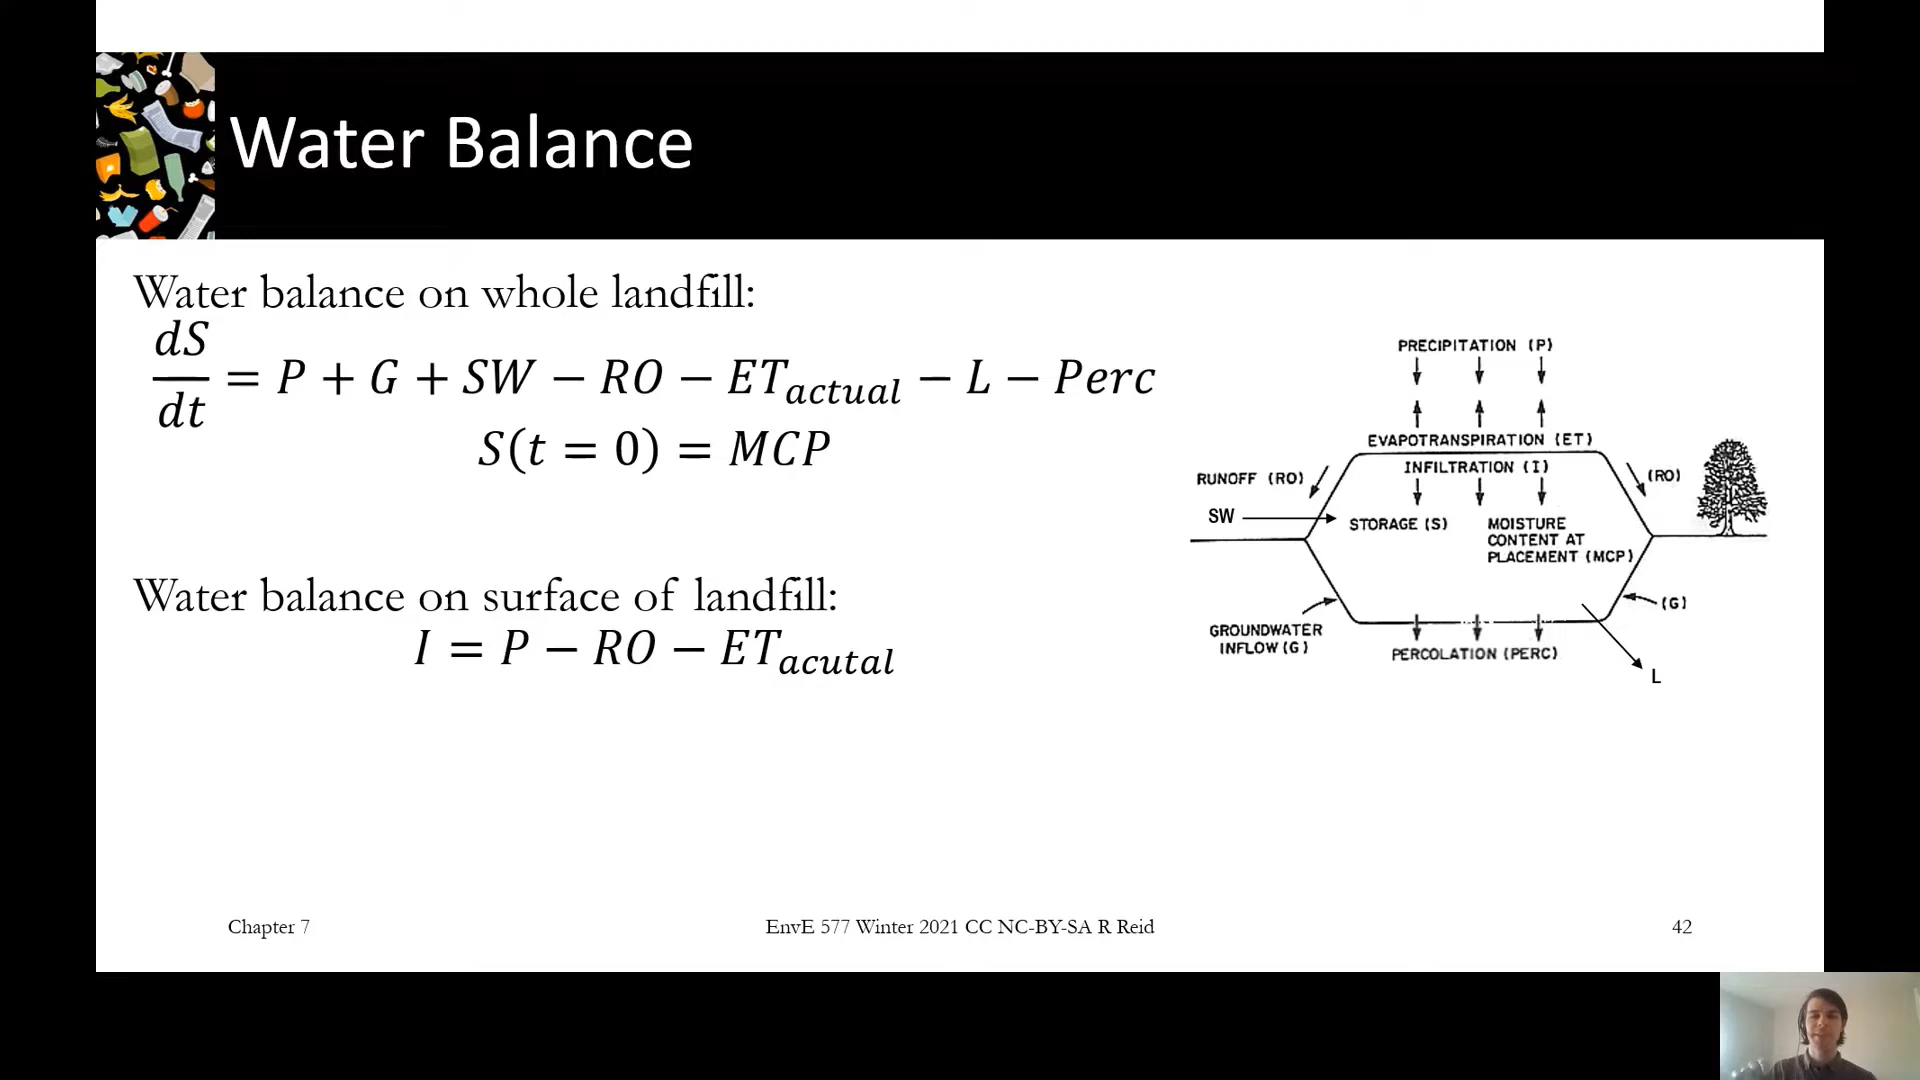 Water Balance
Water balance on whole landfill:
dS/dt = P + G + SW − RO − ET_actual − L − Perc
S(t = 0) = MCP
Water balance on surface of landfill:
I = P − RO − ET_acutal
PRECIPITATION (P)
EVAPOTRANSPIRATION (ET)
INFILTRATION (I)
RUNOFF (RO)
(RO)
SW
STORAGE (S)
MOISTURE
CONTENT AT
PLACEMENT (MCP)
(G)
GROUNDWATER
INFLOW (G)
PERCOLATION (PERC)
L
Chapter 7
EnvE 577 Winter 2021 CC NC-BY-SA R Reid
42